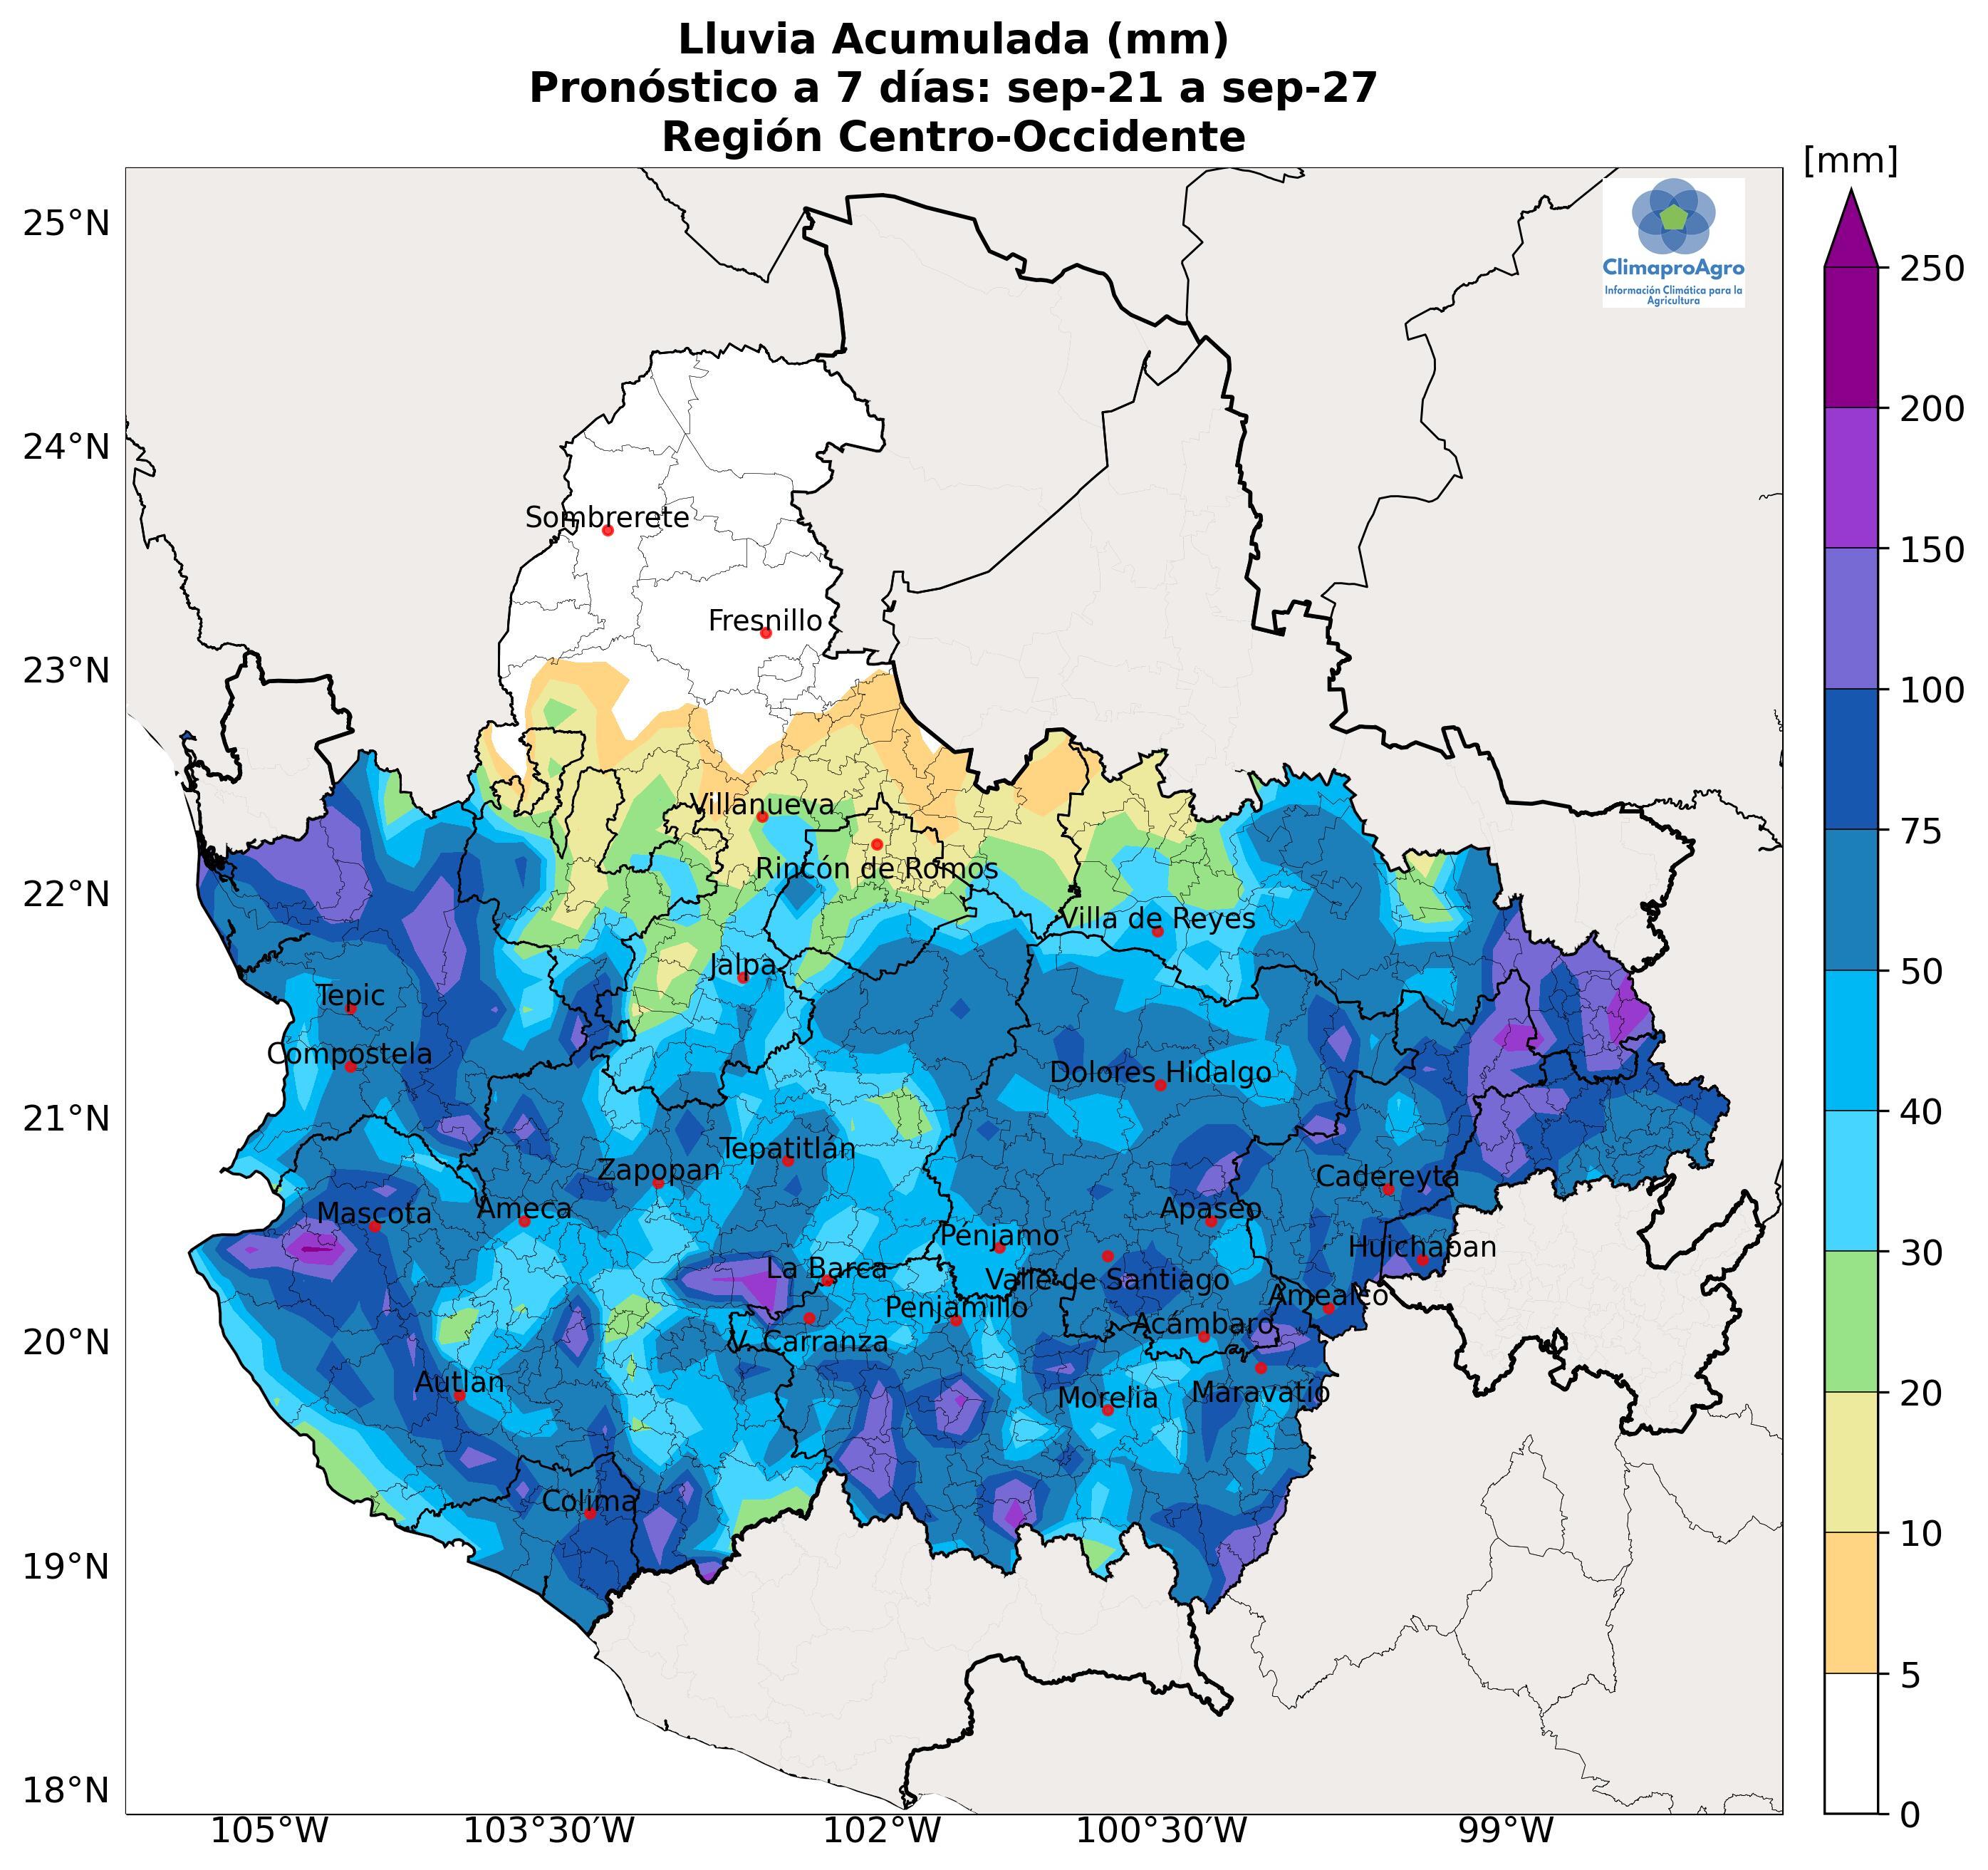 Lluvia Acumulada (mm)
Pronóstico a 7 días: sep-21 a sep-27
Región Centro-Occidente
[mm]
25°N
ClimaproAgro
Información Climática para la
Agricultura
250
24°N
200
Sombrerete
150
Fresnillo
23°N
100
Villanueva
75
Rincón de Romos
22°N
Villa de Reyes
50
Jalpa
Tepic
Compostela
Dolores Hidalgo
21°N
40
Tepatitlán
Zapopan
Cadereyta
Mascota
Ameca
Apaseo
Pénjamo
Huichapan
30
La Barca
Valle de Santiago
Amealco
Penjamillo
Acámbaro
20°N
V. Carranza
Autlan
Morelia
Maravatío
20
Colima
10
19°N
5
18°N
0
105°W
103°30'W
102°W
100°30'W
99°W